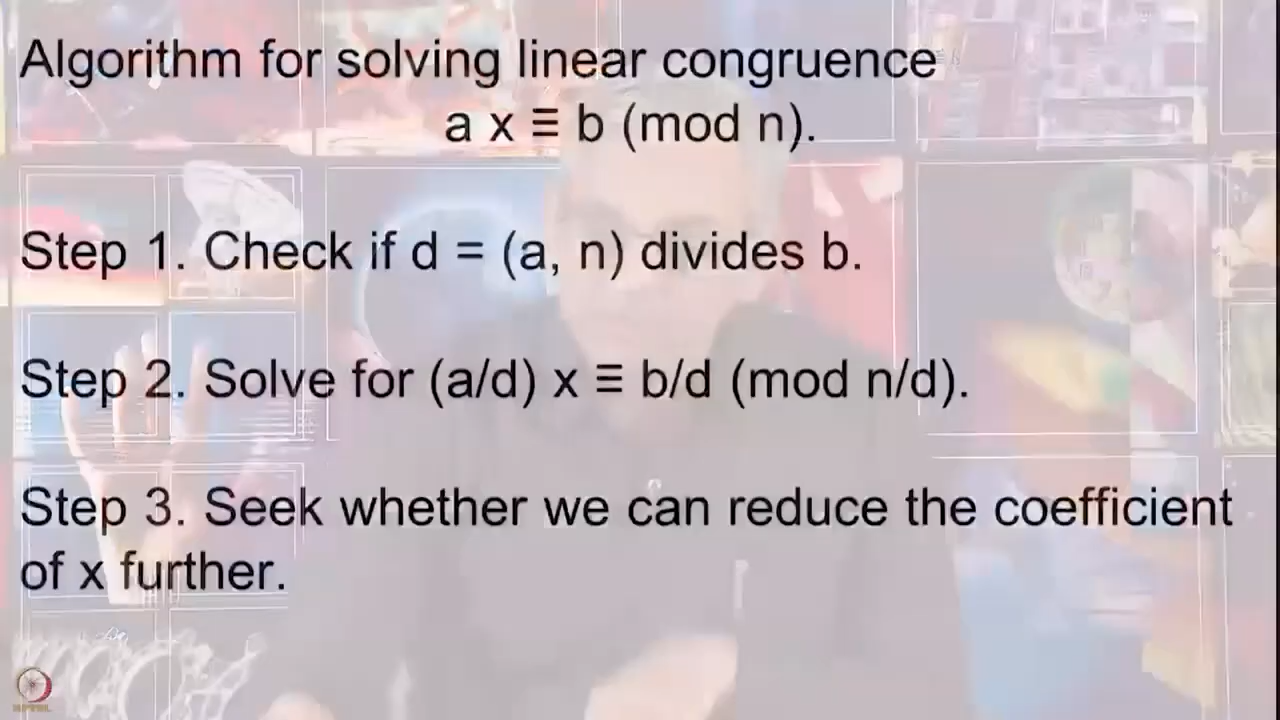 Algorithm for solving linear congruence
a x ≡ b (mod n).
Step 1. Check if d = (a, n) divides b.
Step 2. Solve for (a/d) x ≡ b/d (mod n/d).
Step 3. Seek whether we can reduce the coefficient
of x further.
NPTEL